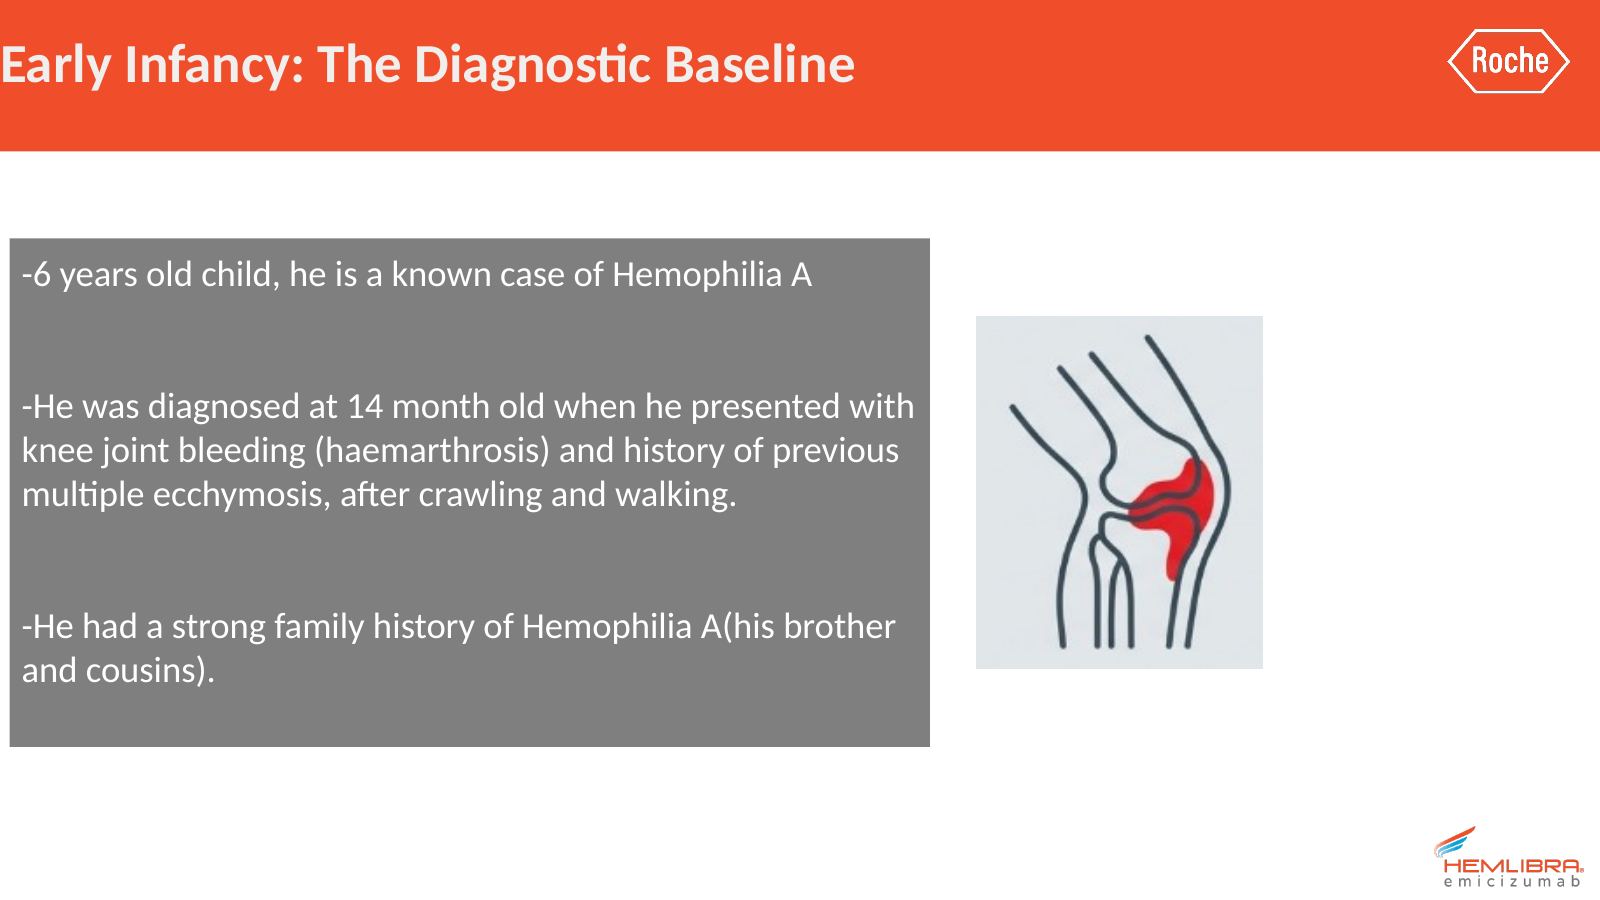 Early Infancy: The Diagnostic Baseline
Roche
-6 years old child, he is a known case of Hemophilia A
-He was diagnosed at 14 month old when he presented with
knee joint bleeding (haemarthrosis) and history of previous
multiple ecchymosis, after crawling and walking.
-He had a strong family history of Hemophilia A(his brother
and cousins).
HEMLIBRA®
emicizumab